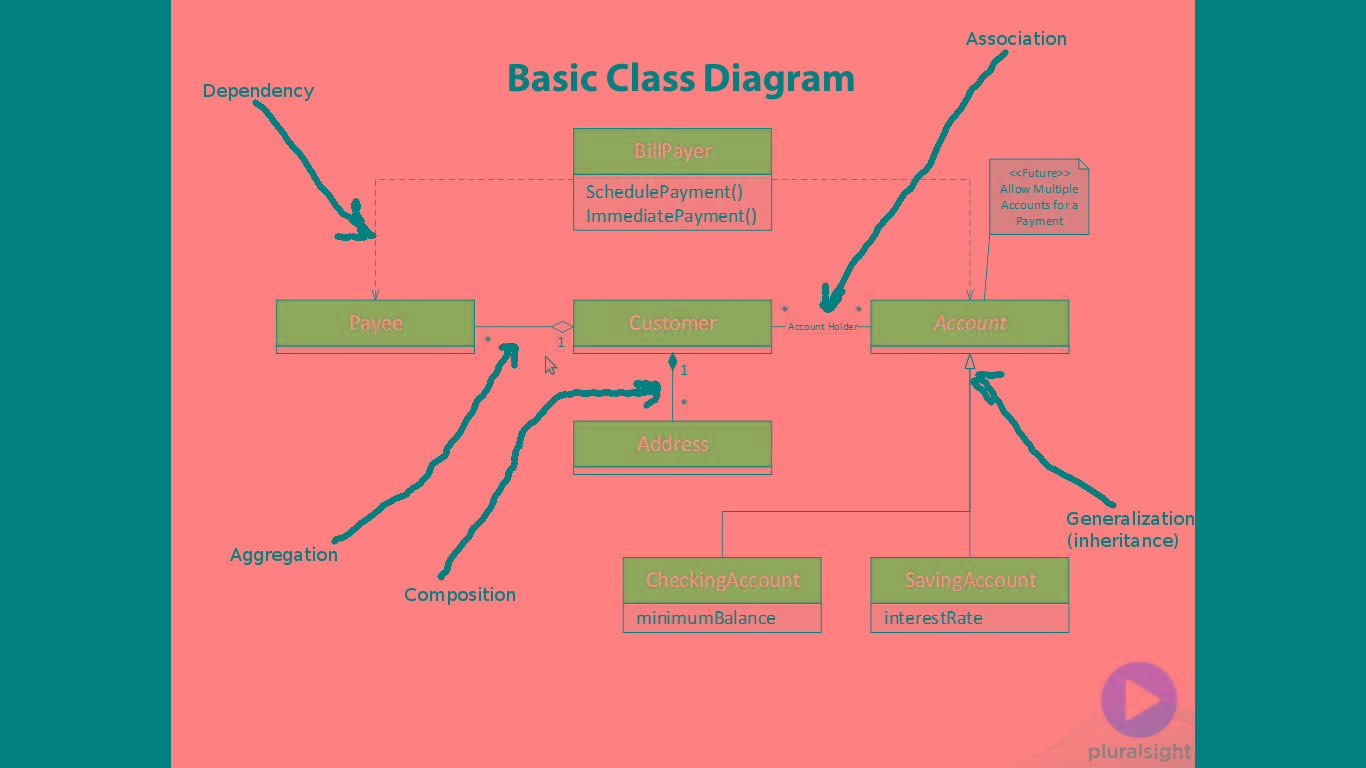 Association
Basic Class Diagram
Dependency
BillPayer
SchedulePayment()
ImmediatePayment()
<<Future>>
Allow Multiple
Accounts for a
Payment
Payee
Customer
Account
* 1
* Account Holder *
1
*
Address
Generalization
(inheritance)
Aggregation
Composition
CheckingAccount
minimumBalance
SavingAccount
interestRate
pluralsight